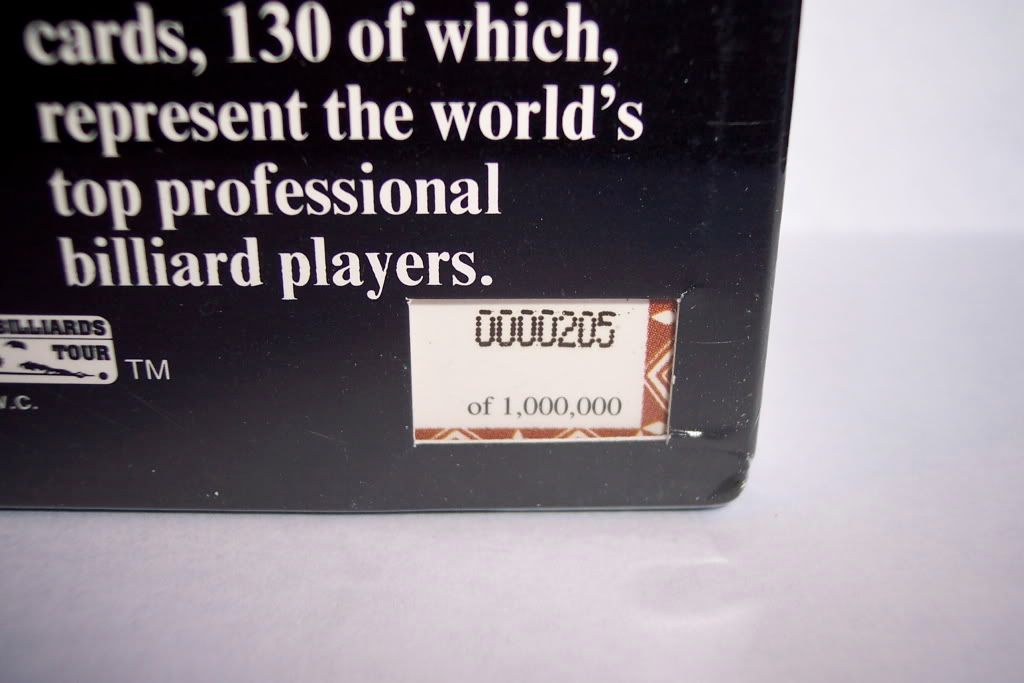 cards, 130 of which,
represent the world's
top professional
billiard players.
BILLIARDS
TOUR
TM
W.C.
0000205
of 1,000,000